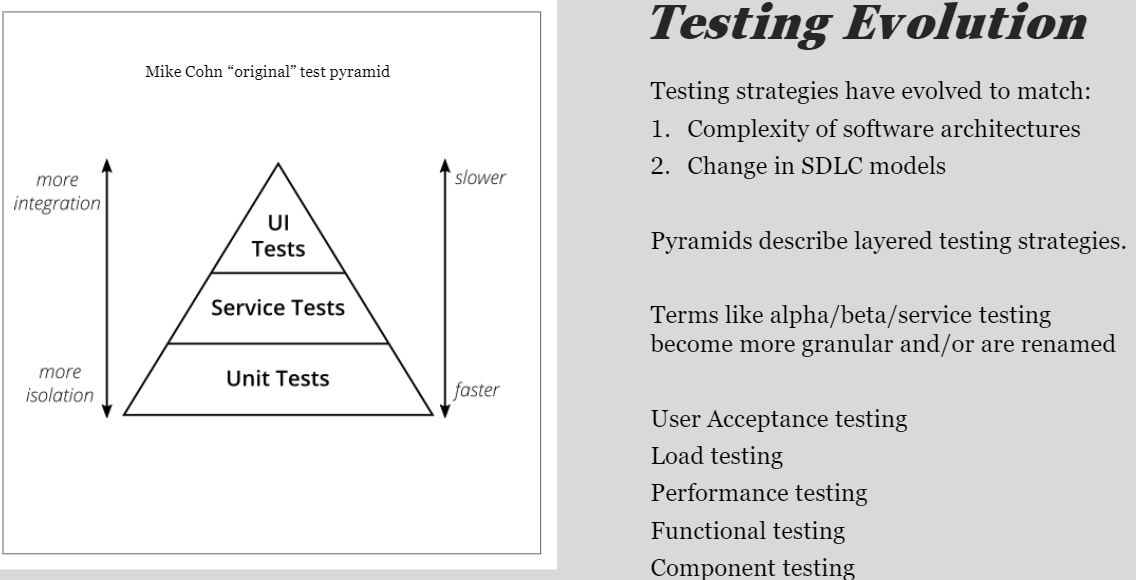 Mike Cohn “original” test pyramid
more
integration
slower
UI
Tests
Service Tests
Unit Tests
more
isolation
faster
Testing Evolution
Testing strategies have evolved to match:
1. Complexity of software architectures
2. Change in SDLC models
Pyramids describe layered testing strategies.
Terms like alpha/beta/service testing
become more granular and/or are renamed
User Acceptance testing
Load testing
Performance testing
Functional testing
Component testing